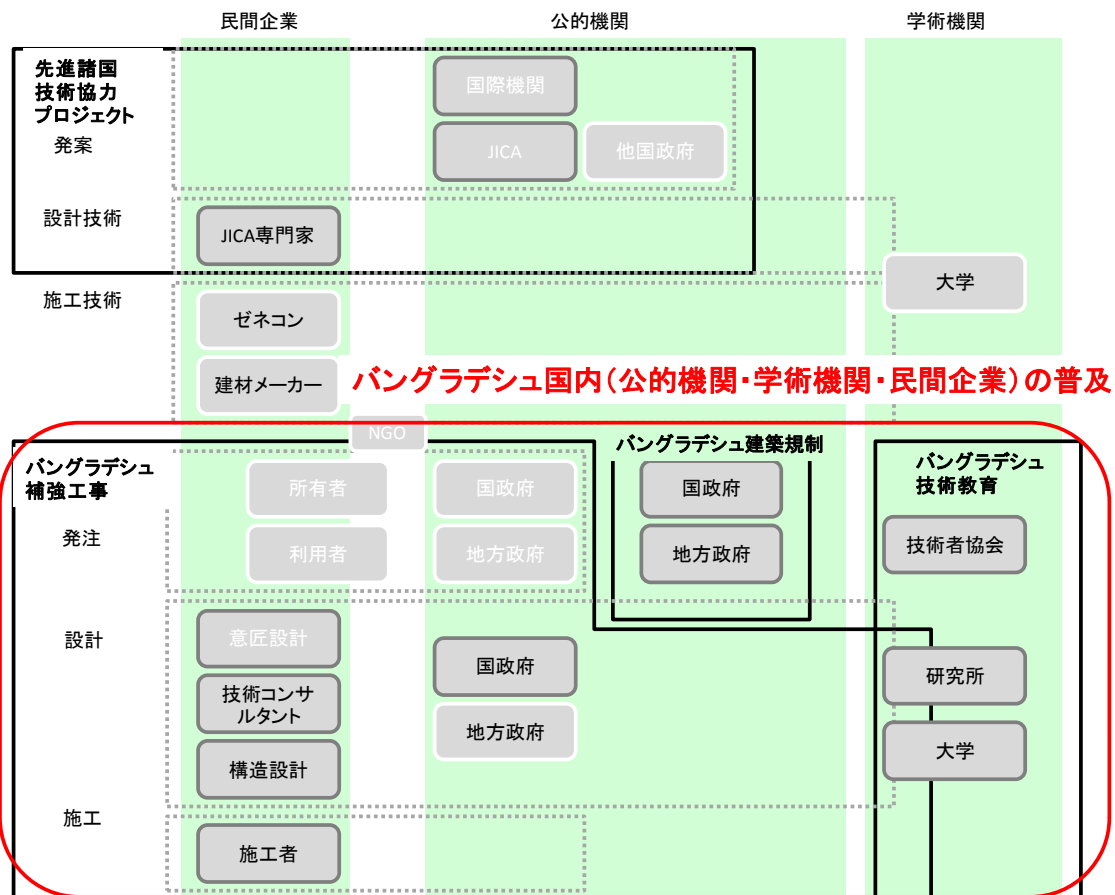 民間企業
公的機関
学術機関
先進諸国
技術協力
プロジェクト
国際機関
発案
JICA
他国政府
設計技術
JICA専門家
大学
施工技術
ゼネコン
建材メーカー
バングラデシュ国内(公的機関・学術機関・民間企業)の普及
NGO
バングラデシュ
補強工事
バングラデシュ建築規制
バングラデシュ
技術教育
所有者
国政府
国政府
発注
利用者
地方政府
地方政府
技術者協会
設計
意匠設計
国政府
研究所
技術コンサ
ルタント
地方政府
大学
構造設計
施工
施工者